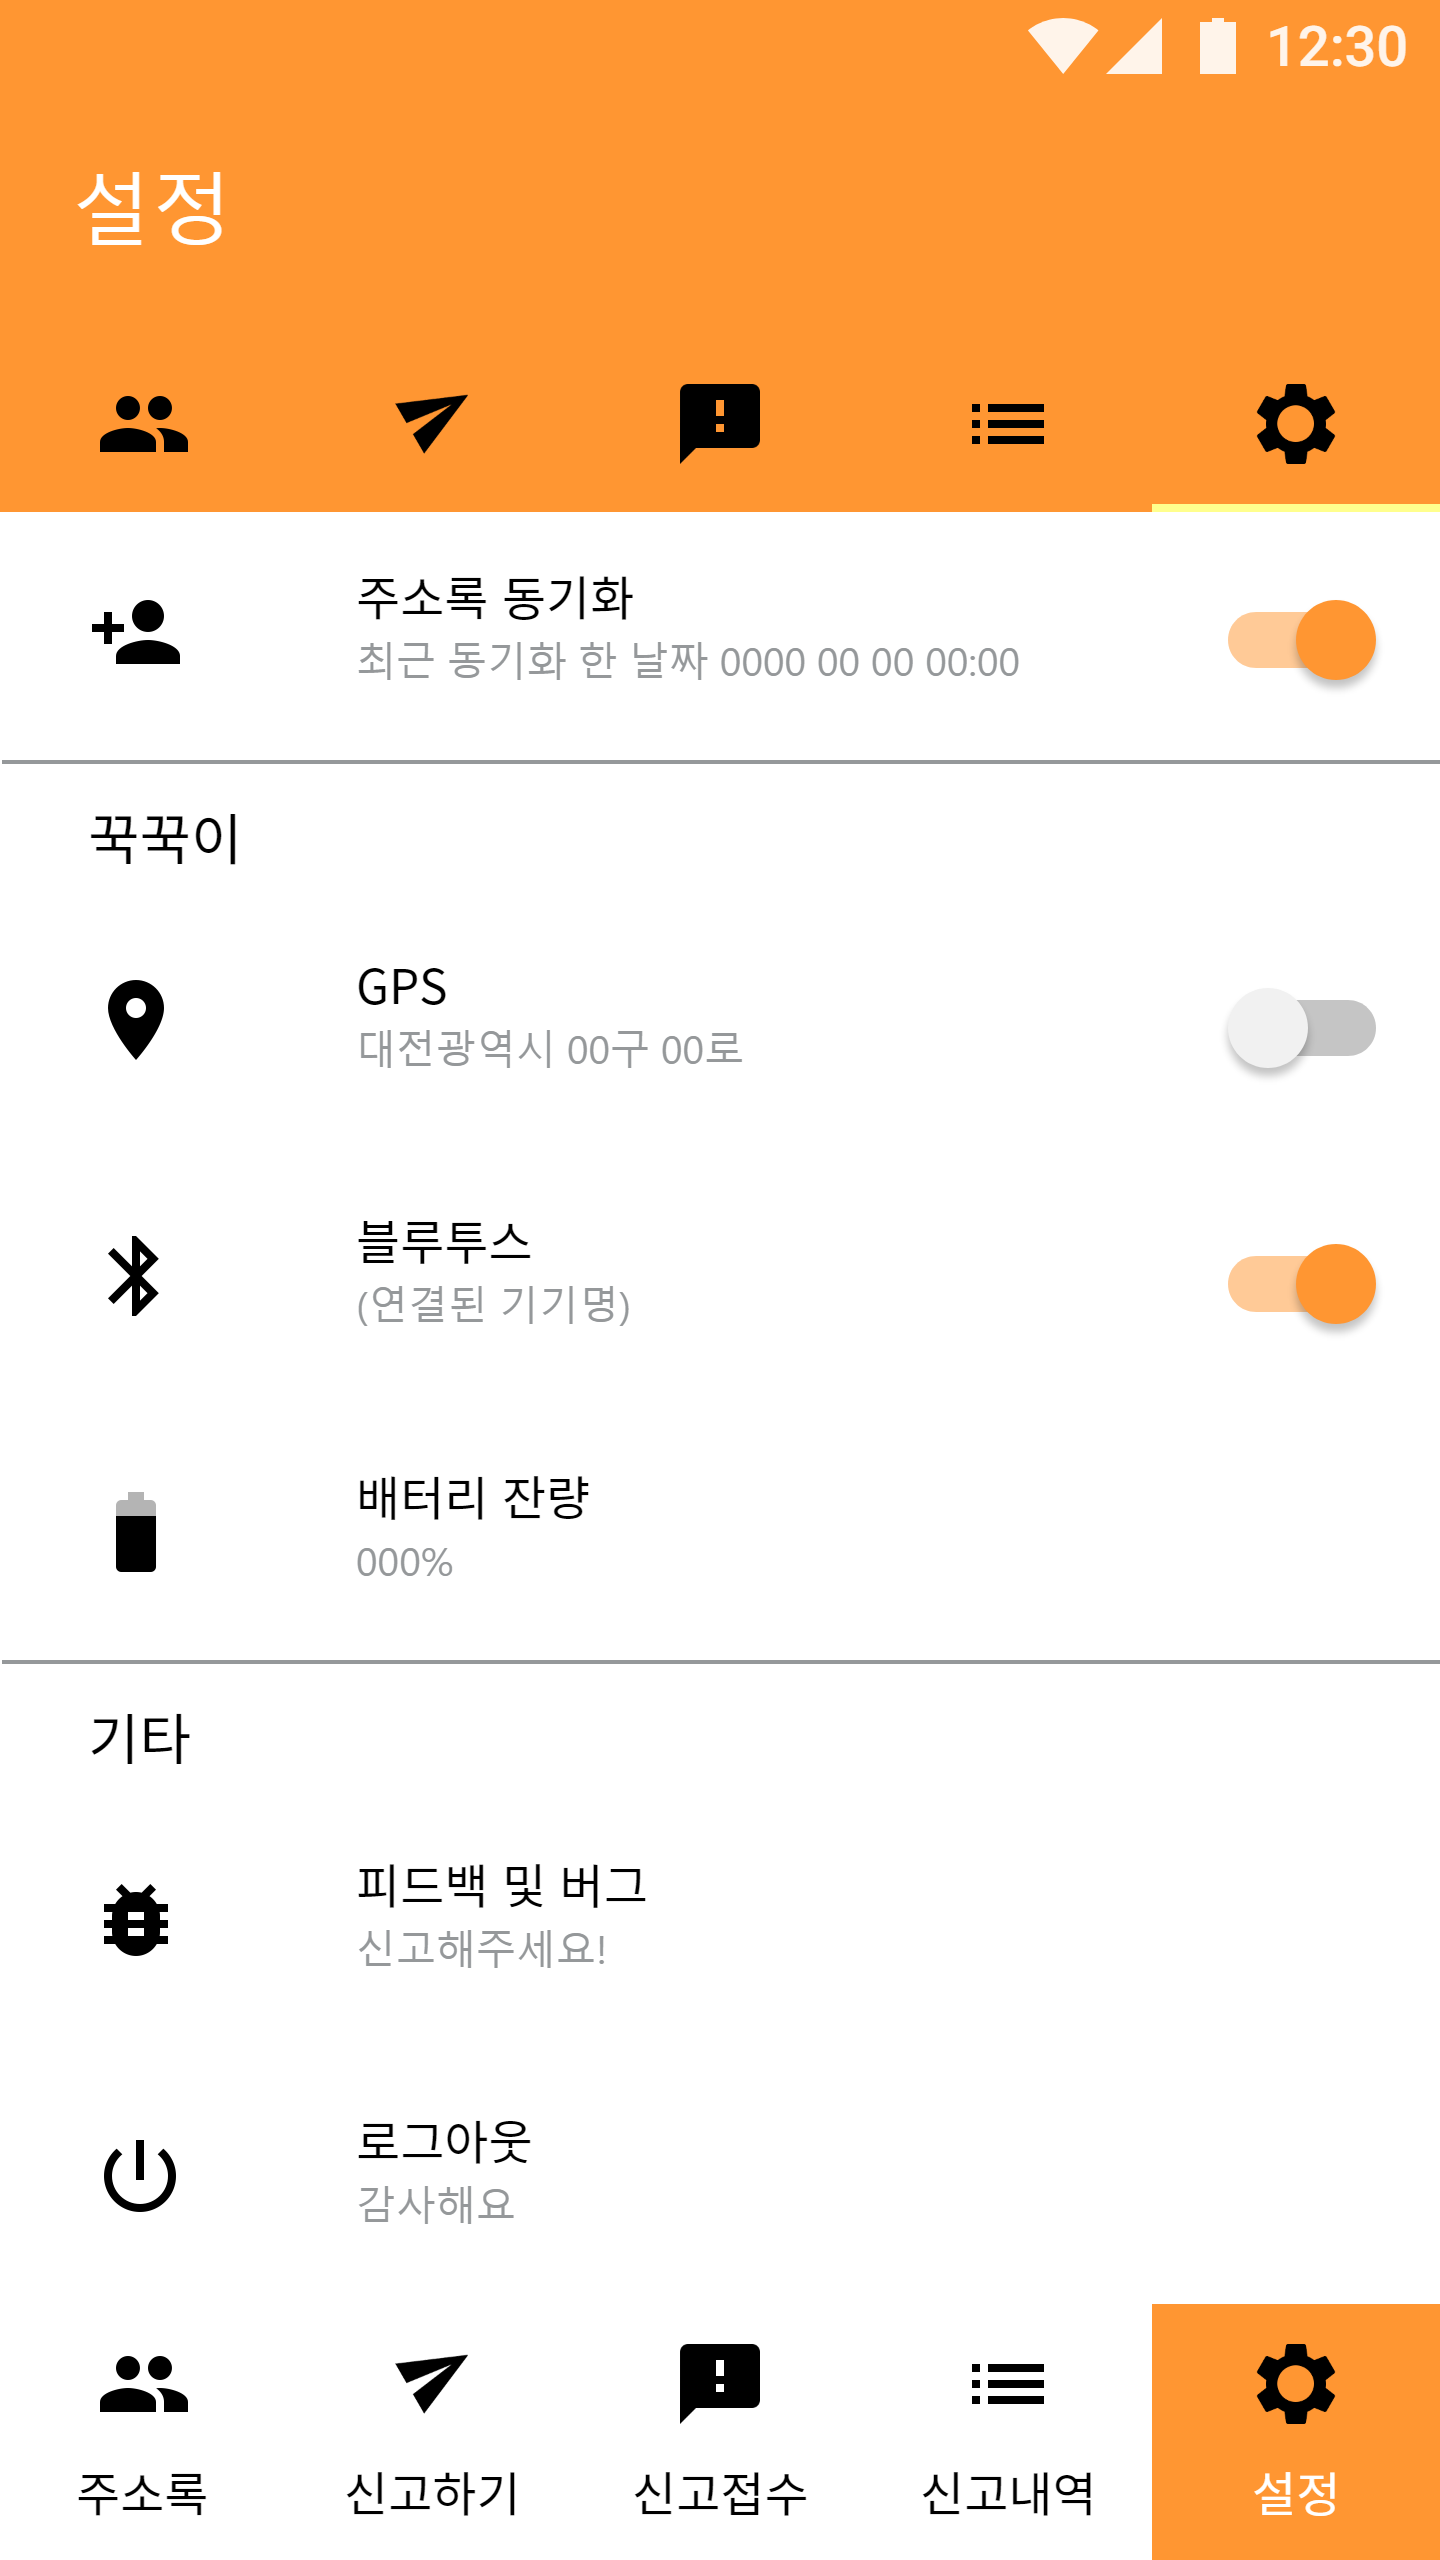 12:30
설정
주소록 동기화
최근 동기화 한 날짜 0000 00 00 00:00
꾹꾹이
GPS
대전광역시 00구 00로
블루투스
(연결된 기기명)
배터리 잔량
000%
기타
피드백 및 버그
신고해주세요!
로그아웃
감사해요
주소록 신고하기 신고접수 신고내역 설정